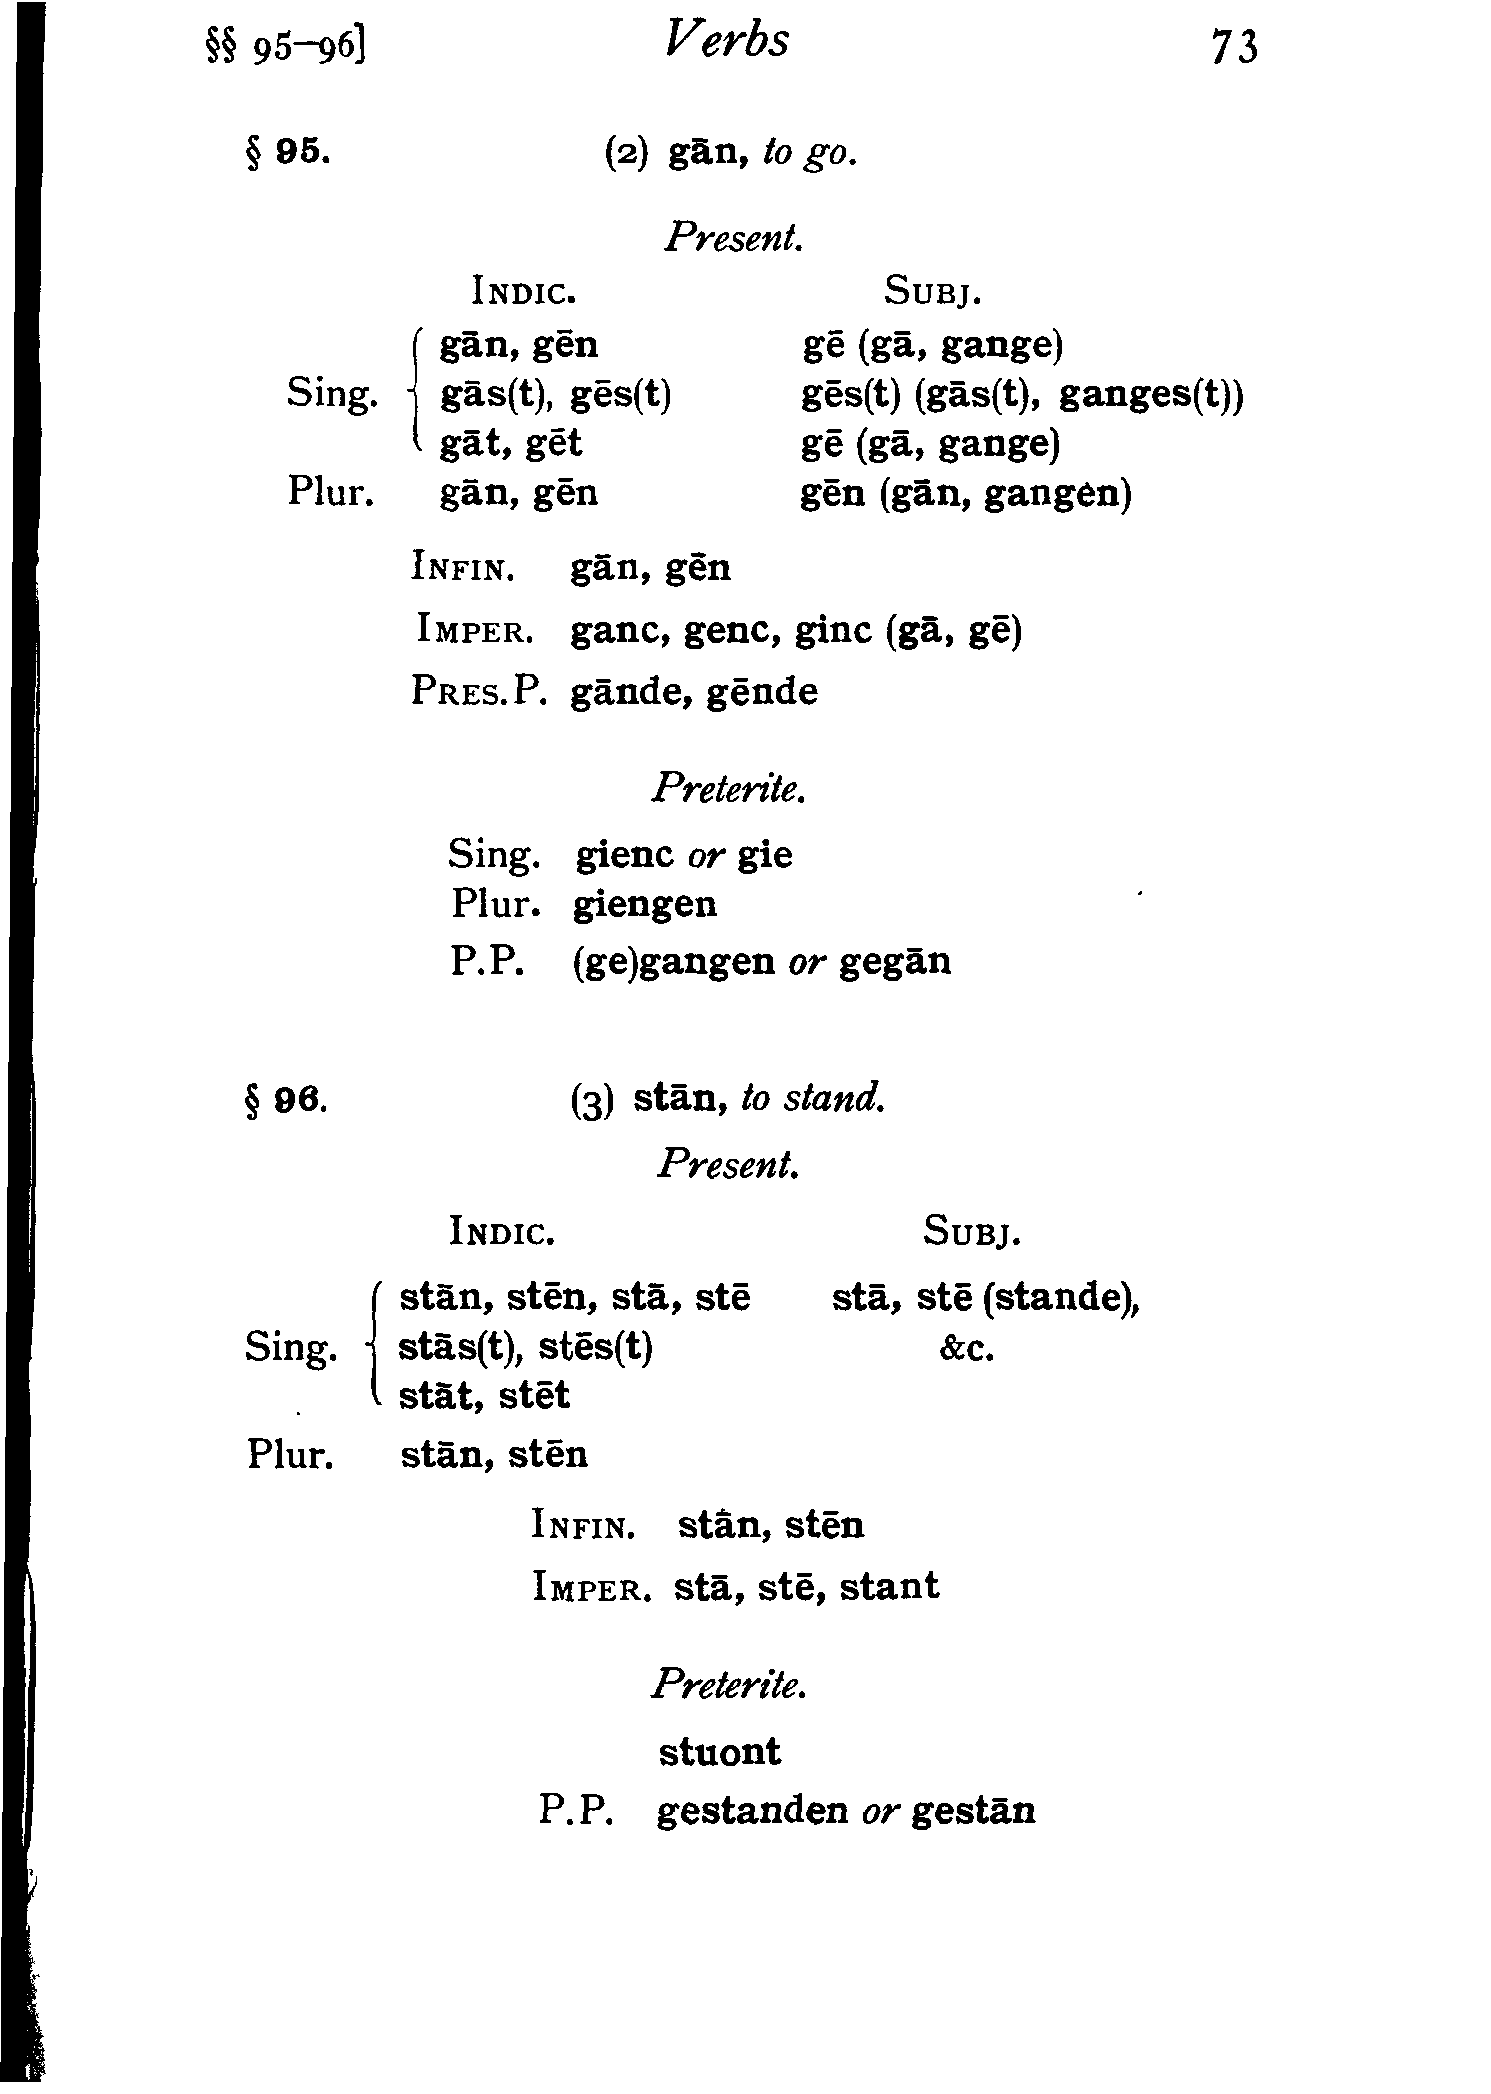 §§ 95–96] Verbs 73
§ 95. (2) gān, to go.
Present.
INDIC. SUBJ.
gān, gēn gē (gā, gange)
Sing. gās(t), gēs(t) gēs(t) (gās(t), ganges(t))
gāt, gēt gē (gā, gange)
Plur. gān, gēn gēn (gān, gangen)
INFIN. gān, gēn
IMPER. ganc, genc, ginc (gā, gē)
PRES. P. gānde, gēnde
Preterite.
Sing. gienc or gie
Plur. giengen
P.P. (ge)gangen or gegān
§ 96. (3) stān, to stand.
Present.
INDIC. SUBJ.
stān, stēn, stā, stē stā, stē (stande),
Sing. stās(t), stēs(t) &c.
stāt, stēt
Plur. stān, stēn
INFIN. stān, stēn
IMPER. stā, stē, stant
Preterite.
stuont
P.P. gestanden or gestān